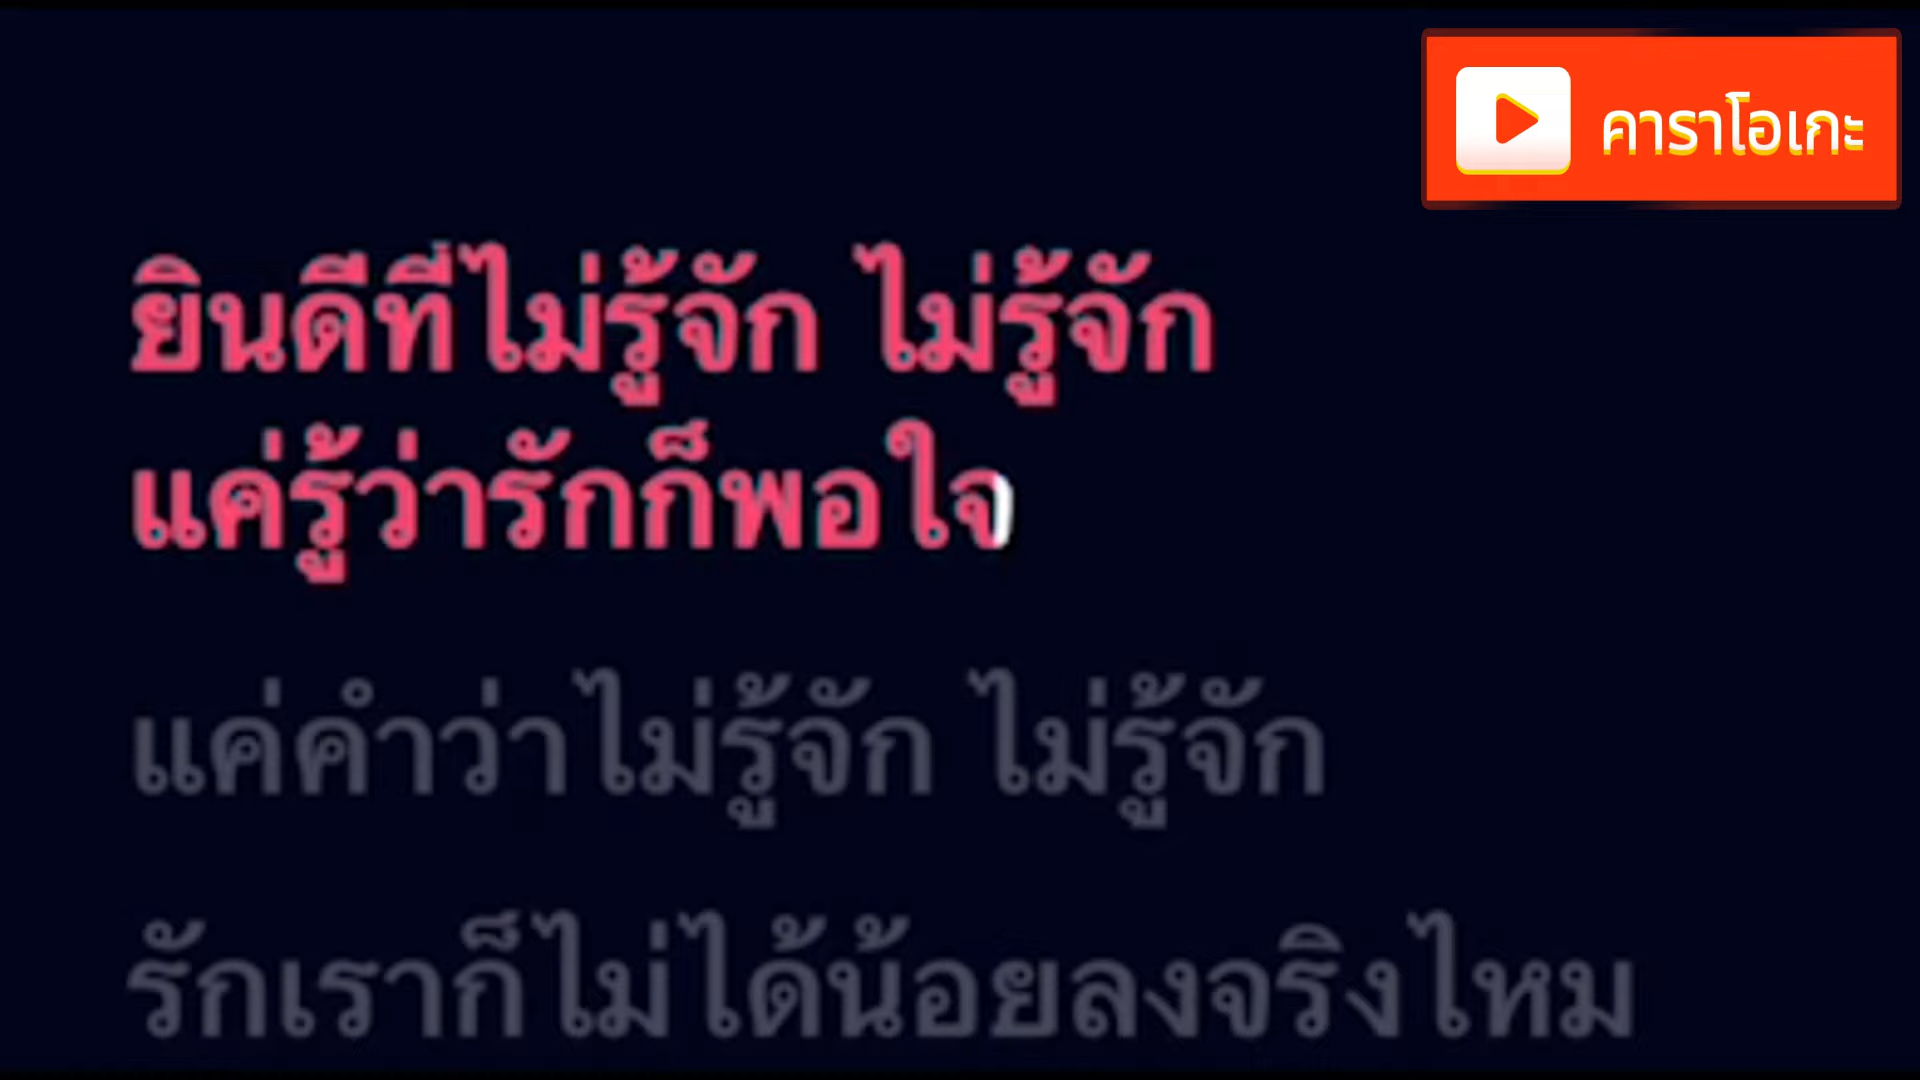 คาราโอเกะ
ยินดีที่ไม่รู้จัก ไม่รู้จัก
แค่รู้ว่ารักก็พอใจ
แค่คำว่าไม่รู้จัก ไม่รู้จัก
รักเราก็ไม่ได้น้อยลงจริงไหม